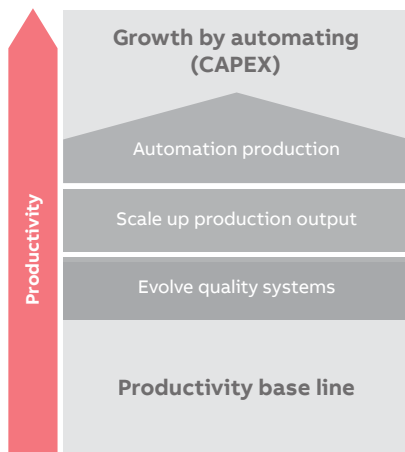 Growth by automating
(CAPEX)
Automation production
Scale up production output
Evolve quality systems
Productivity base line
Productivity